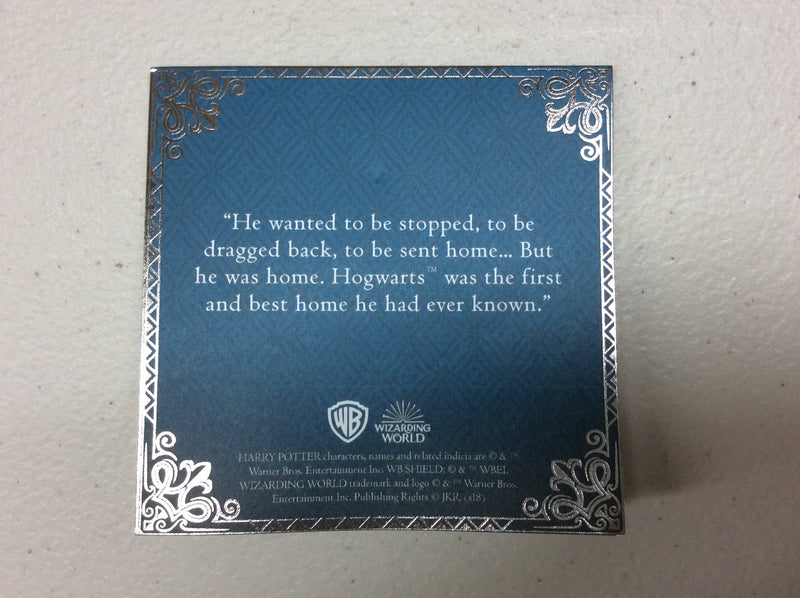 “He wanted to be stopped, to be
dragged back, to be sent home... But
he was home. Hogwarts™ was the first
and best home he had ever known.”
WB
WIZARDING
WORLD
HARRY POTTER characters, names and related indicia are © & ™
Warner Bros. Entertainment Inc. WB SHIELD: © & ™ WBEI.
WIZARDING WORLD trademark and logo © & ™ Warner Bros.
Entertainment Inc. Publishing Rights © JKR. (s18)